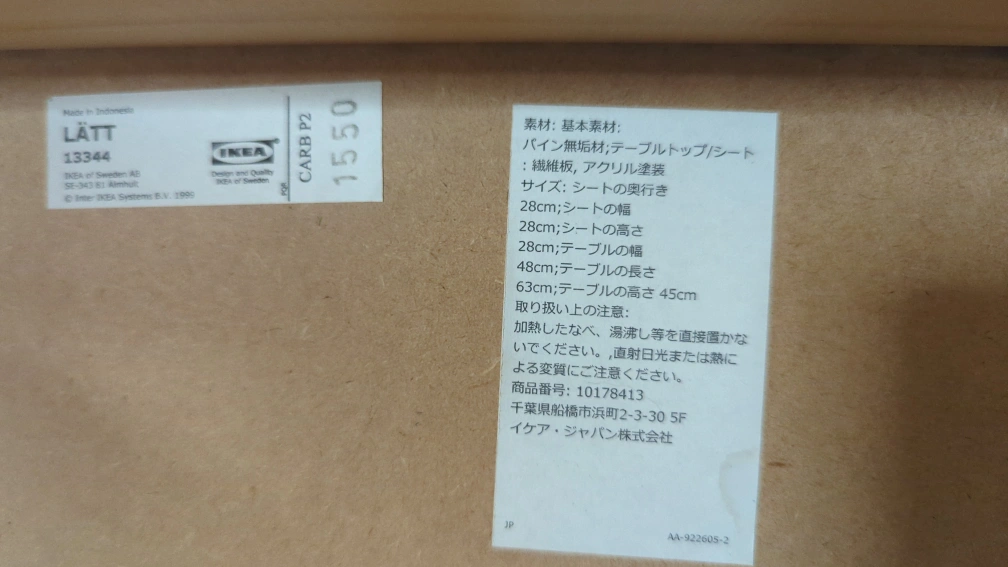 Made in Indonesia
LÄTT
13344
IKEA of Sweden AB
SE-343 81 Älmhult
© Inter IKEA Systems B.V. 1999
IKEA
Design and Quality
IKEA of Sweden
PQR
CARB P2
1550
素材: 基本素材:
パイン無垢材;テーブルトップ/シート
: 繊維板, アクリル塗装
サイズ: シートの奥行き
28cm;シートの幅
28cm;シートの高さ
28cm;テーブルの幅
48cm;テーブルの長さ
63cm;テーブルの高さ 45cm
取り扱い上の注意:
加熱したなべ、湯沸し等を直接置かな
いでください。,直射日光または熱に
よる変質にご注意ください。
商品番号: 10178413
千葉県船橋市浜町2-3-30 5F
イケア・ジャパン株式会社
JP
AA-922605-2